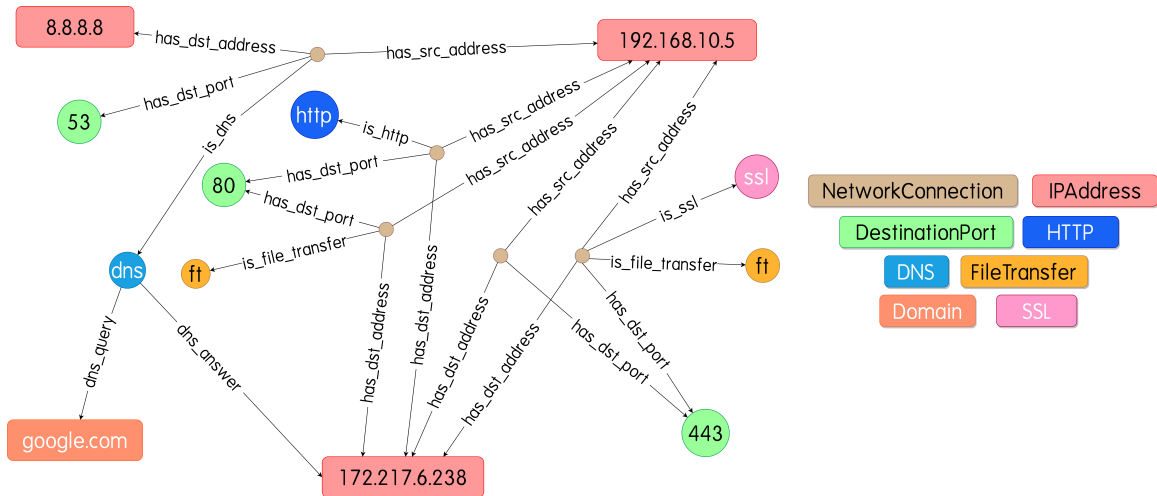 8.8.8.8
192.168.10.5
has_dst_address
has_src_address
has_dst_port
53
http
is_http
is_dns
has_src_address
has_src_address
has_dst_port
80
has_dst_port
has_src_address
has_src_address
ssl
is_ssl
NetworkConnection
IPAddress
DestinationPort
HTTP
DNS
FileTransfer
Domain
SSL
dns
ft
is_file_transfer
is_file_transfer
ft
has_dst_address
has_dst_address
has_dst_address
has_dst_address
has_dst_port
has_dst_port
dns_query
dns_answer
google.com
443
172.217.6.238